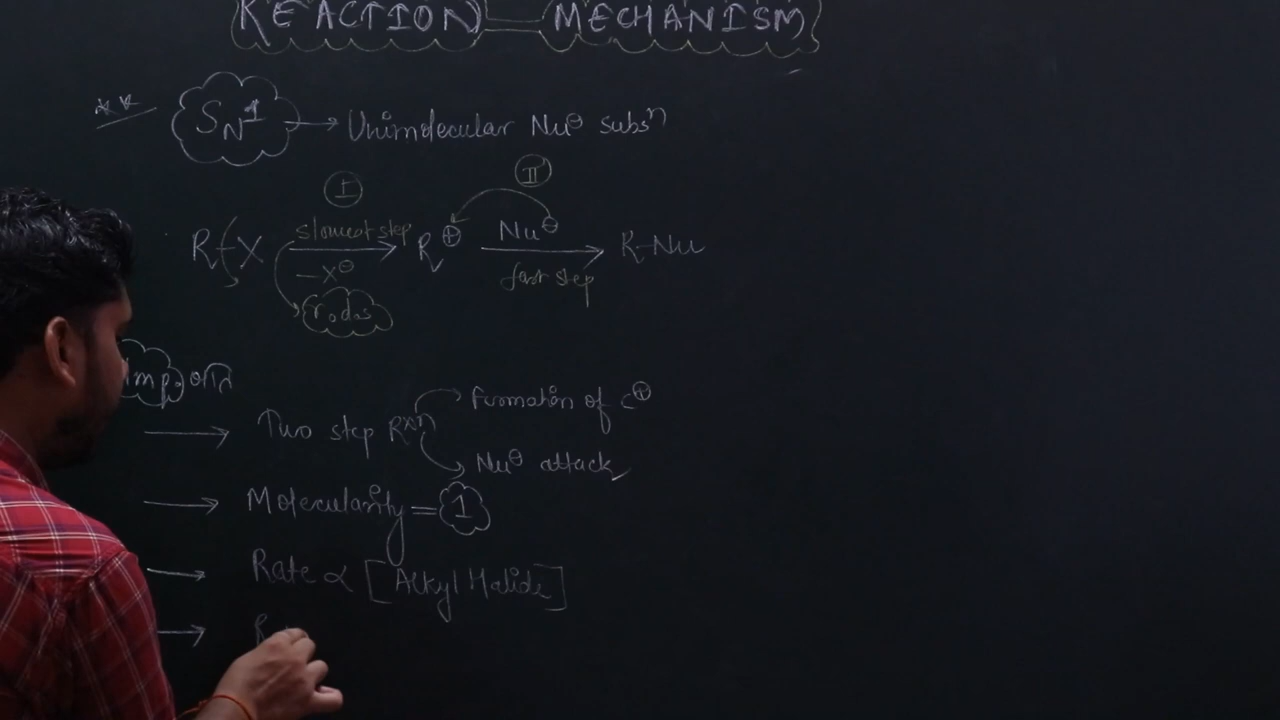 REACTION MECHANISM
** SN1 → Unimolecular Nu⊖ subsⁿ
I II
R-X slowest step R⊕ Nu⊖ R-Nu
-X⊖ fast step
r.d.s
imp.
→ Two step Rxn Formation of C⊕
Nu⊖ attack
→ Molecularity = 1
→ Rate ∝ [Alkyl Halide]
→ R